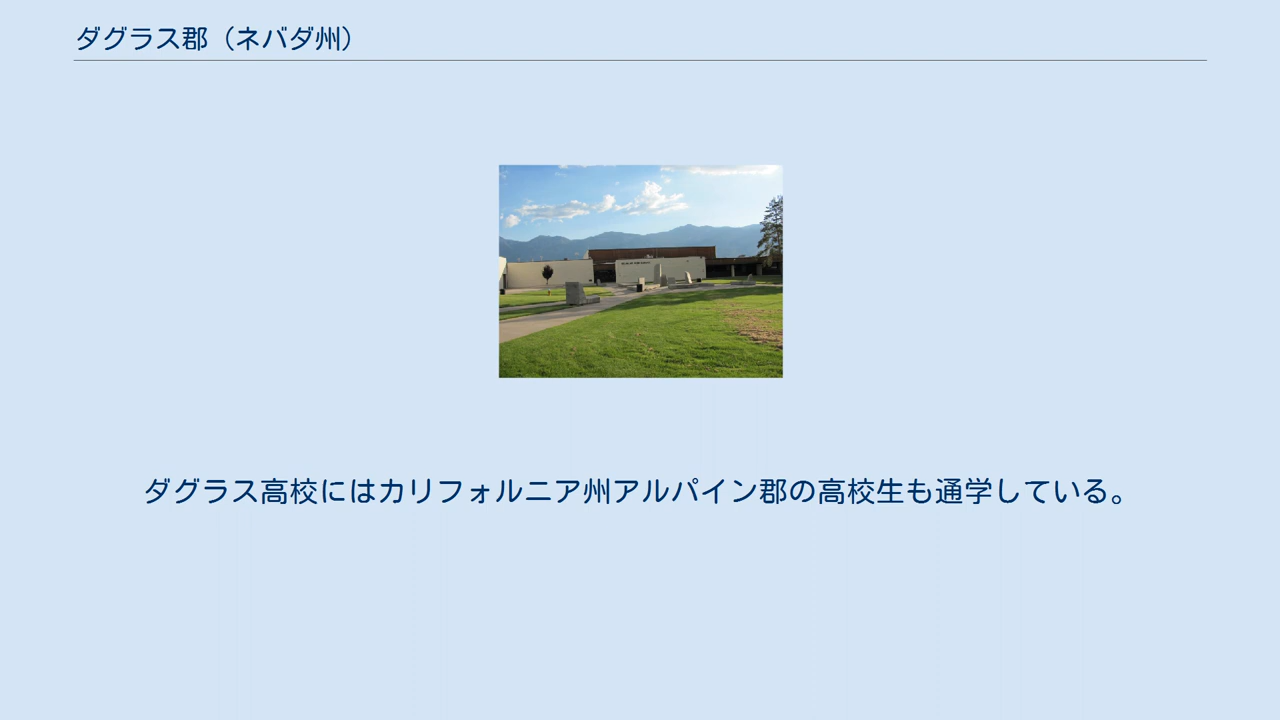 ダグラス郡（ネバダ州）
ダグラス高校にはカリフォルニア州アルパイン郡の高校生も通学している。